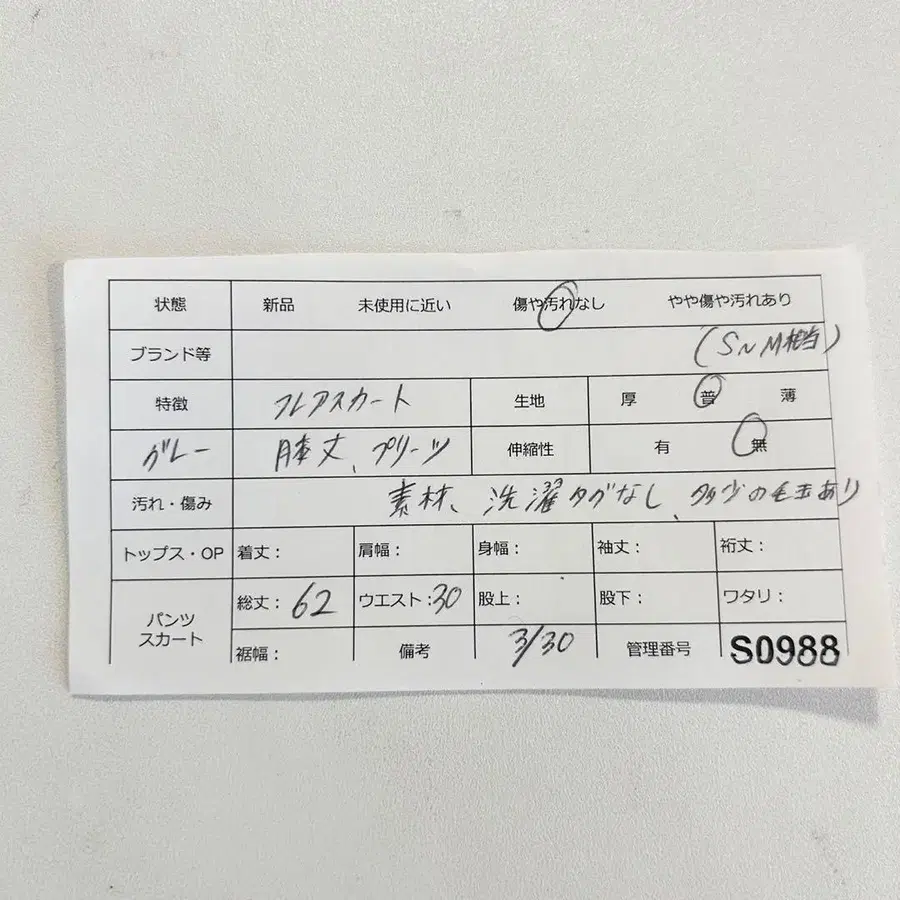 状態 新品 未使用に近い 傷や汚れなし やや傷や汚れあり
ブランド等 (S~M相当)
特徴 フレアスカート 生地 厚 普 薄
グレー 膝丈、プリーツ 伸縮性 有 無
汚れ・傷み 素材、洗濯タグなし、多少の毛玉あり
トップス・OP 着丈: 肩幅: 身幅: 袖丈: 裄丈:
パンツ スカート 総丈: 62 ウエスト:30 股上: 股下: ワタリ:
裾幅: 備考 3/30 管理番号 S0988